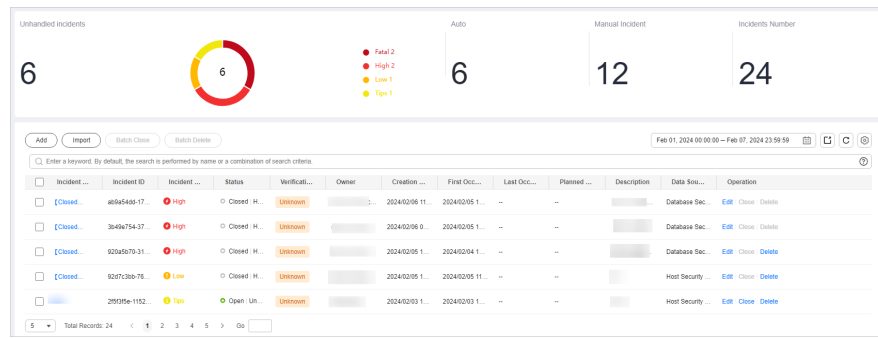 Unhandled incidents
Auto
Manual Incident
Incidents Number
6
6
Fatal 2
High 2
Low 1
Tips 1
6
12
24
Add Import Batch Close Batch Delete Feb 01, 2024 00:00:00 – Feb 07, 2024 23:59:59
Enter a keyword. By default, the search is performed by name or a combination of search criteria.
Incident ... Incident ID Incident ... Status Verificati... Owner Creation ... First Occ... Last Occ... Planned ... Description Data Sou... Operation
【Closed... ab9a54dd-17... High Closed H... Unknown 2024/02/06 11... 2024/02/05 1... -- -- Database Sec... Edit Close Delete
【Closed... 3b49e754-37... High Closed H... Unknown 2024/02/06 0... 2024/02/05 1... -- -- Database Sec... Edit Close Delete
【Closed... 920a5b70-31... High Closed H... Unknown 2024/02/05 1... 2024/02/04 1... -- -- Database Sec... Edit Close Delete
【Closed... 92d7c3bb-76... Low Closed H... Unknown 2024/02/05 1... 2024/02/05 11... -- -- Host Security ... Edit Close Delete
2f5f3f5e-1152... Tips Open Un... Unknown 2024/02/03 1... 2024/02/03 1... -- -- Host Security ... Edit Close Delete
5 Total Records: 24 < 1 2 3 4 5 > Go